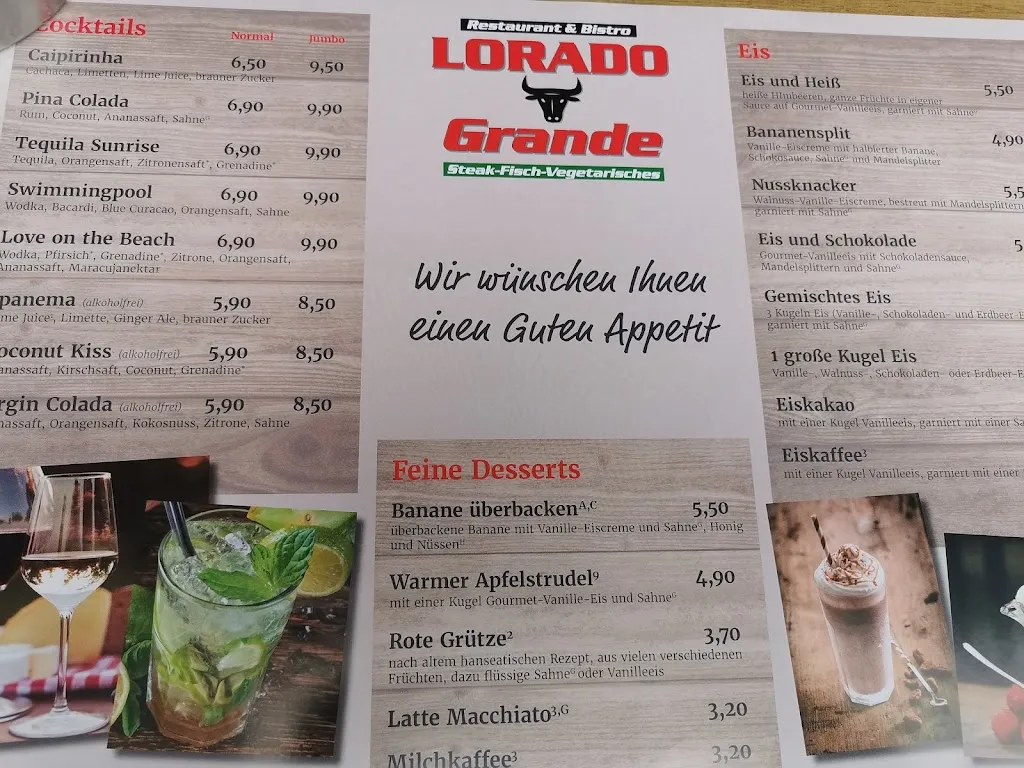 Cocktails
Normal Jumbo
Caipirinha 6,50 9,50
Cachaca, Limetten, Lime Juice, brauner Zucker
Pina Colada 6,90 9,90
Rum, Coconut, Ananassaft, Sahne
Tequila Sunrise 6,90 9,90
Tequila, Orangensaft, Zitronensaft*, Grenadine*
Swimmingpool 6,90 9,90
Wodka, Bacardi, Blue Curacao, Orangensaft, Sahne
Love on the Beach 6,90 9,90
Wodka, Pfirsich*, Grenadine*, Zitrone, Orangensaft,
Ananassaft, Maracujanektar
panema (alkoholfrei) 5,90 8,50
me Juice, Limette, Ginger Ale, brauner Zucker
oconut Kiss (alkoholfrei) 5,90 8,50
nassaft, Kirschsaft, Coconut, Grenadine*
rgin Colada (alkoholfrei) 5,90 8,50
nassaft, Orangensaft, Kokosnuss, Zitrone, Sahne
Restaurant & Bistro
LORADO
Grande
Steak-Fisch-Vegetarisches
Wir wünschen Ihnen
einen Guten Appetit
Feine Desserts
Banane überbacken A,C 5,50
überbackene Banane mit Vanille-Eiscreme und Sahne, Honig
und Nüssen
Warmer Apfelstrudel⁹ 4,90
mit einer Kugel Gourmet-Vanille-Eis und Sahne
Rote Grütze² 3,70
nach altem hanseatischen Rezept, aus vielen verschiedenen
Früchten, dazu flüssige Sahne oder Vanilleeis
Latte Macchiato 3,G 3,20
Milchkaffee³ 3,20
Eis
Eis und Heiß 5,50
heiße Himbeeren, ganze Früchte in eigener
Sauce auf Gourmet-Vanilleeis, garniert mit Sahne
Bananensplit 4,90
Vanille-Eiscreme mit halbierter Banane,
Schokosauce, Sahne und Mandelsplitter
Nussknacker 5,5
Walnuss-Vanille-Eiscreme, bestreut mit Mandelsplittern
garniert mit Sahne
Eis und Schokolade 5,
Gourmet-Vanilleeis mit Schokoladensauce,
Mandelsplittern und Sahne
Gemischtes Eis
3 Kugeln Eis (Vanille-, Schokoladen- und Erdbeer-E
garniert mit Sahne
1 große Kugel Eis
Vanille-, Walnuss-, Schokoladen- oder Erdbeer-E
Eiskakao
mit einer Kugel Vanilleeis, garniert mit einer Sa
Eiskaffee³
mit einer Kugel Vanilleeis, garniert mit einer